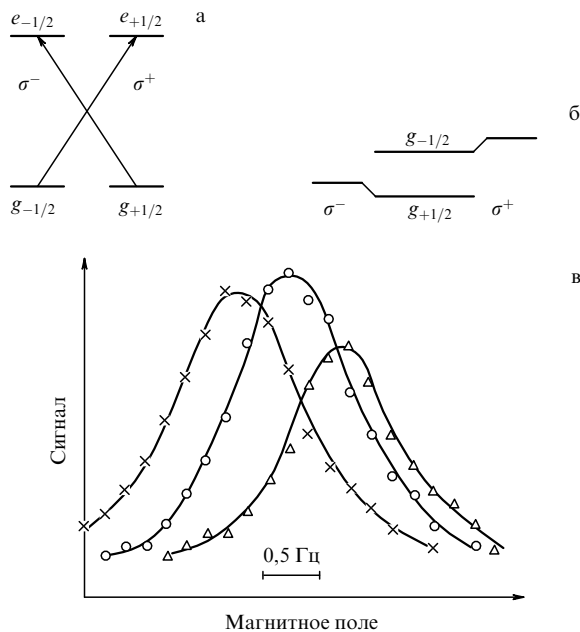 e₋₁/₂ e₊₁/₂ а
σ⁻ σ⁺
g₋₁/₂ g₊₁/₂
б
g₋₁/₂
σ⁻ g₊₁/₂ σ⁺
в
Сигнал
0,5 Гц
Магнитное поле